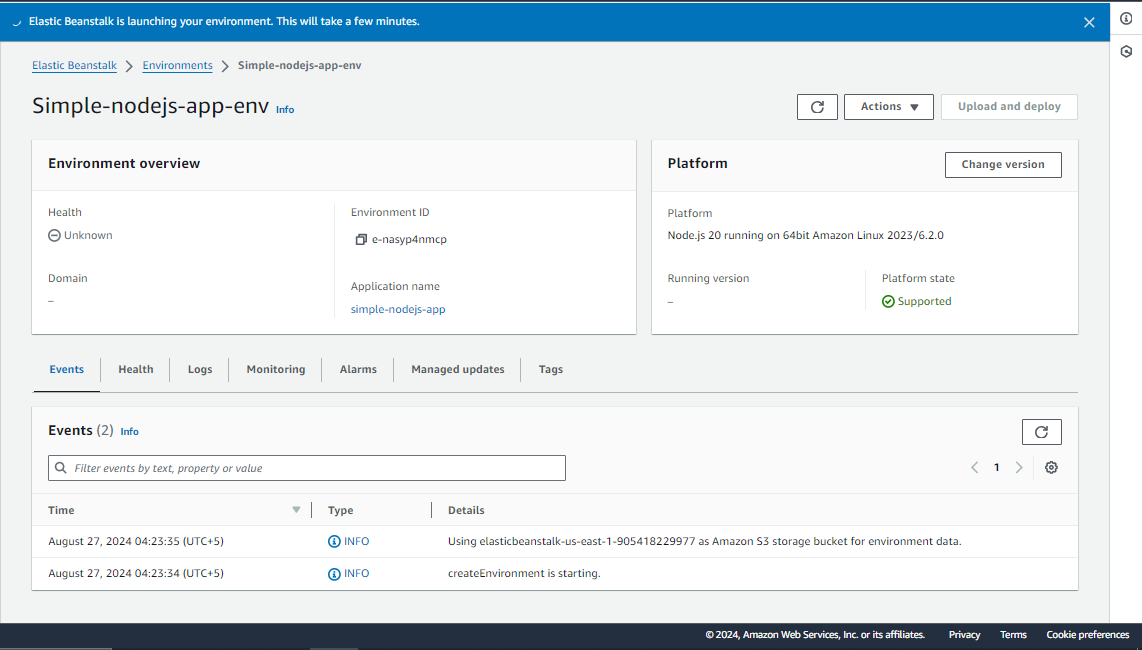 Elastic Beanstalk is launching your environment. This will take a few minutes.
Elastic Beanstalk > Environments > Simple-nodejs-app-env
Simple-nodejs-app-env Info
Actions Upload and deploy
Environment overview
Health
Unknown
Domain
–
Environment ID
e-nasyp4nmcp
Application name
simple-nodejs-app
Platform
Change version
Platform
Node.js 20 running on 64bit Amazon Linux 2023/6.2.0
Running version
–
Platform state
Supported
Events Health Logs Monitoring Alarms Managed updates Tags
Events (2) Info
Filter events by text, property or value
1
Time Type Details
August 27, 2024 04:23:35 (UTC+5) INFO Using elasticbeanstalk-us-east-1-905418229977 as Amazon S3 storage bucket for environment data.
August 27, 2024 04:23:34 (UTC+5) INFO createEnvironment is starting.
© 2024, Amazon Web Services, Inc. or its affiliates. Privacy Terms Cookie preferences